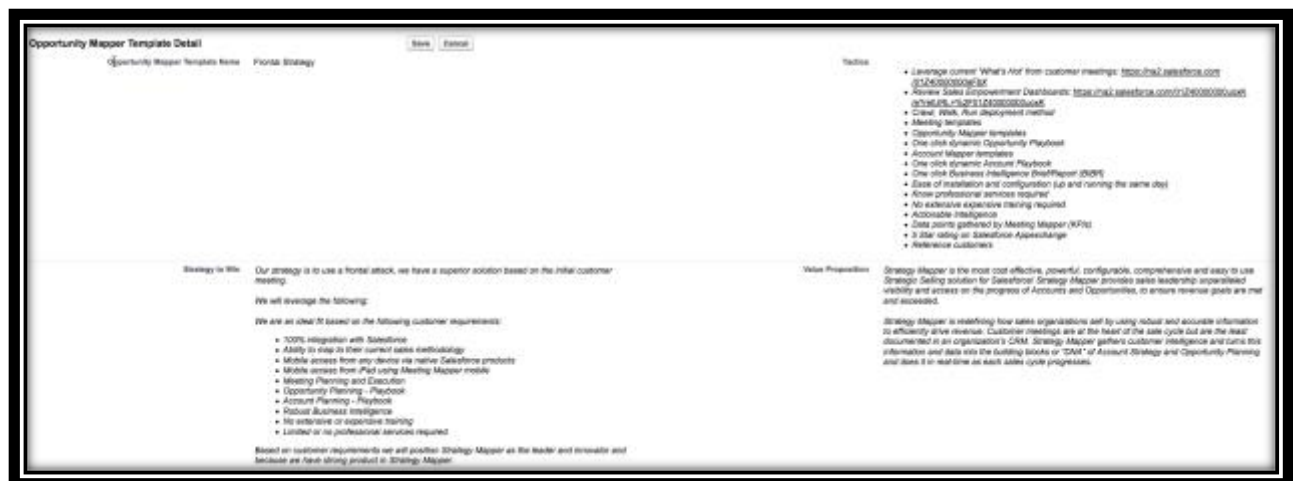 Opportunity Mapper Template Detail
Save Cancel
Opportunity Mapper Template Name Frontal Strategy
Tactics
• Leverage current 'What's Hot' from customer meetings: https://na2.salesforce.com
• Review Sales Empowerment Dashboards:
• Crawl, Walk, Run deployment method
• Meeting templates
• Opportunity Mapper templates
• One click dynamic Opportunity Playbook
• Account Mapper templates
• One click dynamic Account Playbook
• One click Business Intelligence Brief/Report (BIBR)
• Ease of installation and configuration (up and running the same day)
• Know professional services required
• No extensive expensive training required
• Actionable Intelligence
• Data points gathered by Meeting Mapper (KPIs)
• 5 Star rating on Salesforce Appexchange
• Reference customers
Strategy to Win
Our strategy is to use a frontal attack, we have a superior solution based on the initial customer
meeting.
We will leverage the following:
We are an ideal fit based on the following customer requirements:
• 100% integration with Salesforce
• Ability to map to their current sales methodology
• Mobile access from any device via native Salesforce products
• Mobile access from iPad using Meeting Mapper mobile
• Meeting Planning and Execution
• Opportunity Planning - Playbook
• Account Planning - Playbook
• Robust Business Intelligence
• No extensive or expensive training
• Limited or no professional services required
Based on customer requirements we will position Strategy Mapper as the leader and innovator and
because we have strong product in Strategy Mapper.
Value Proposition
Strategy Mapper is the most cost effective, powerful, configurable, comprehensive and easy to use
Strategic Selling solution for Salesforce! Strategy Mapper provides sales leadership unparalleled
visibility and access on the progress of Accounts and Opportunities, to ensure revenue goals are met
and exceeded.
Strategy Mapper is redefining how sales organizations sell by using robust and accurate information
to efficiently drive revenue. Customer meetings are at the heart of the sale cycle but are the least
documented in an organization's CRM. Strategy Mapper gathers customer intelligence and turns this
information and data into the building blocks or "DNA" of Account Strategy and Opportunity Planning
and does it in real-time as each sales cycle progresses.